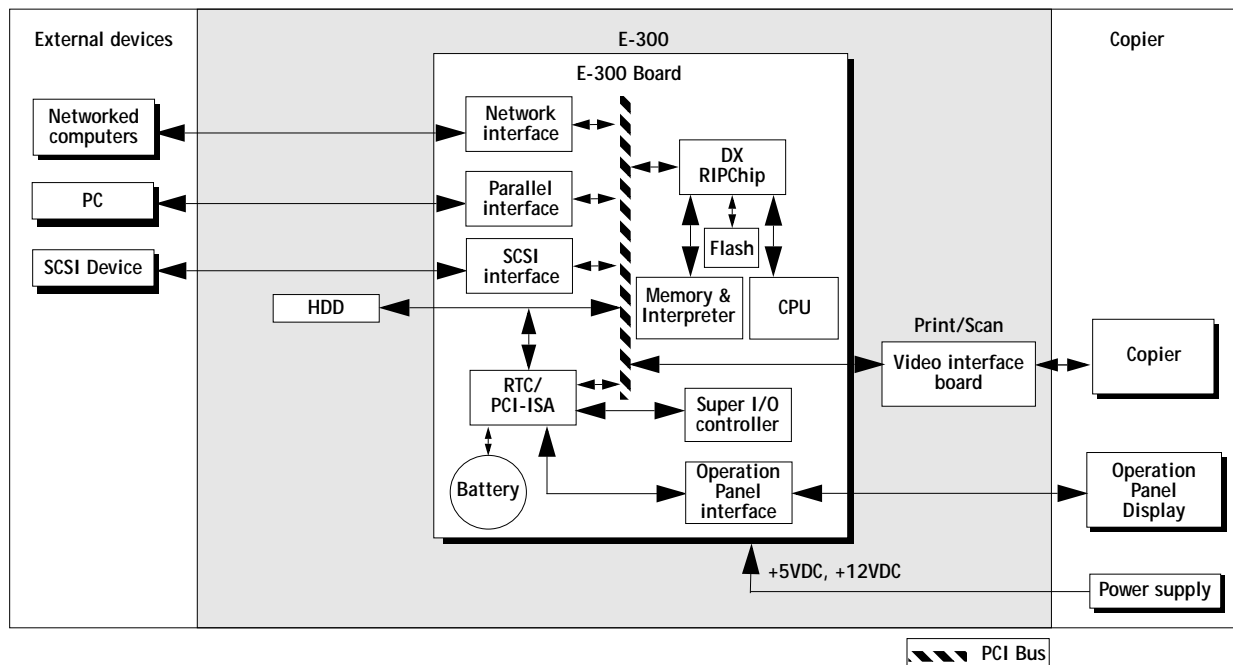 External devices
E-300
Copier
E-300 Board
Networked
computers
Network
interface
DX
RIPChip
PC
Parallel
interface
Flash
SCSI Device
SCSI
interface
HDD
Memory &
Interpreter
CPU
Print/Scan
Video interface
board
Copier
RTC/
PCI-ISA
Super I/O
controller
Battery
Operation
Panel
interface
Operation
Panel
Display
+5VDC, +12VDC
Power supply
PCI Bus